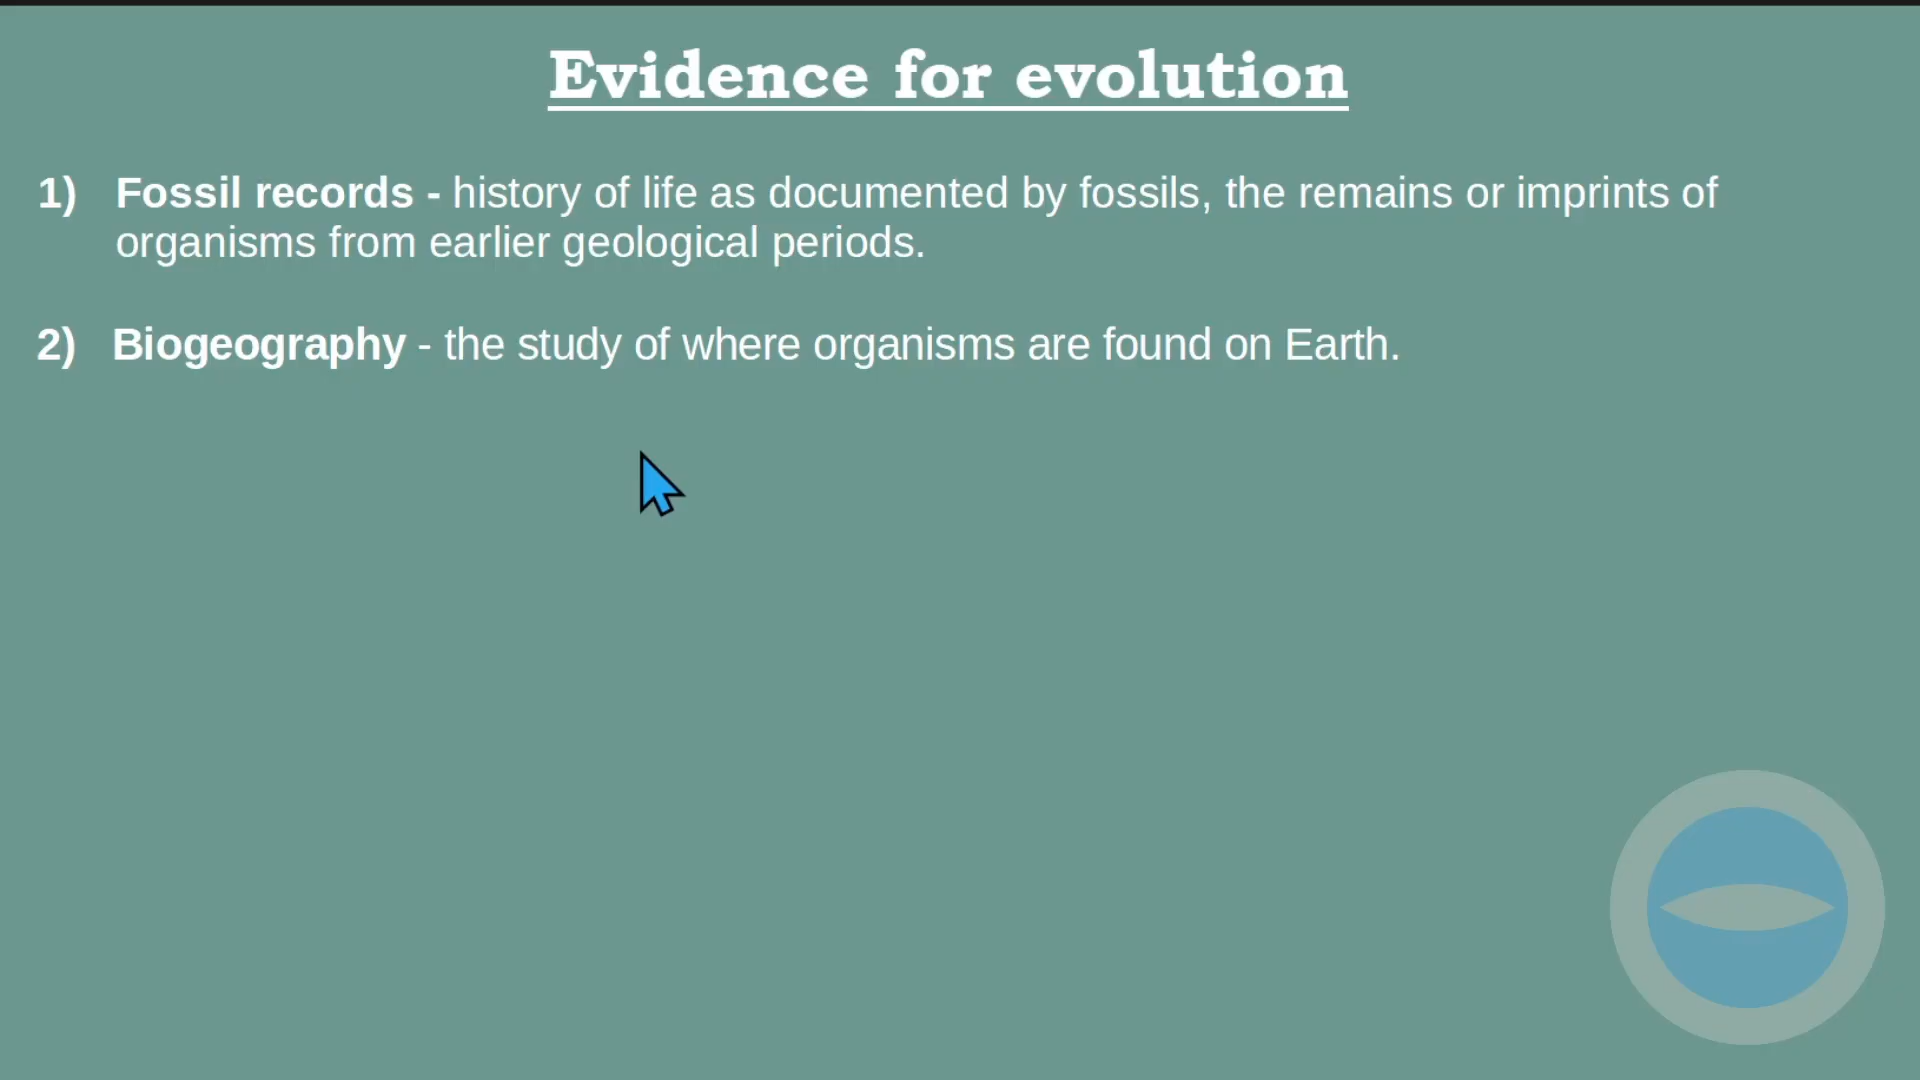 Evidence for evolution
1) Fossil records - history of life as documented by fossils, the remains or imprints of
organisms from earlier geological periods.
2) Biogeography - the study of where organisms are found on Earth.